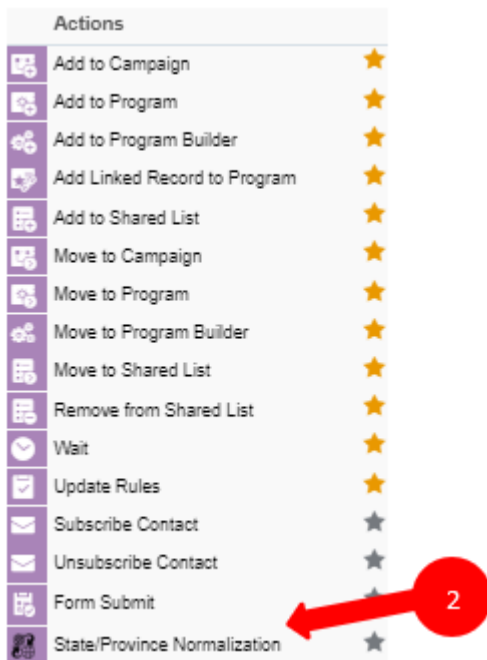 Actions
Add to Campaign
Add to Program
Add to Program Builder
Add Linked Record to Program
Add to Shared List
Move to Campaign
Move to Program
Move to Program Builder
Move to Shared List
Remove from Shared List
Wait
Update Rules
Subscribe Contact
Unsubscribe Contact
Form Submit
2
State/Province Normalization